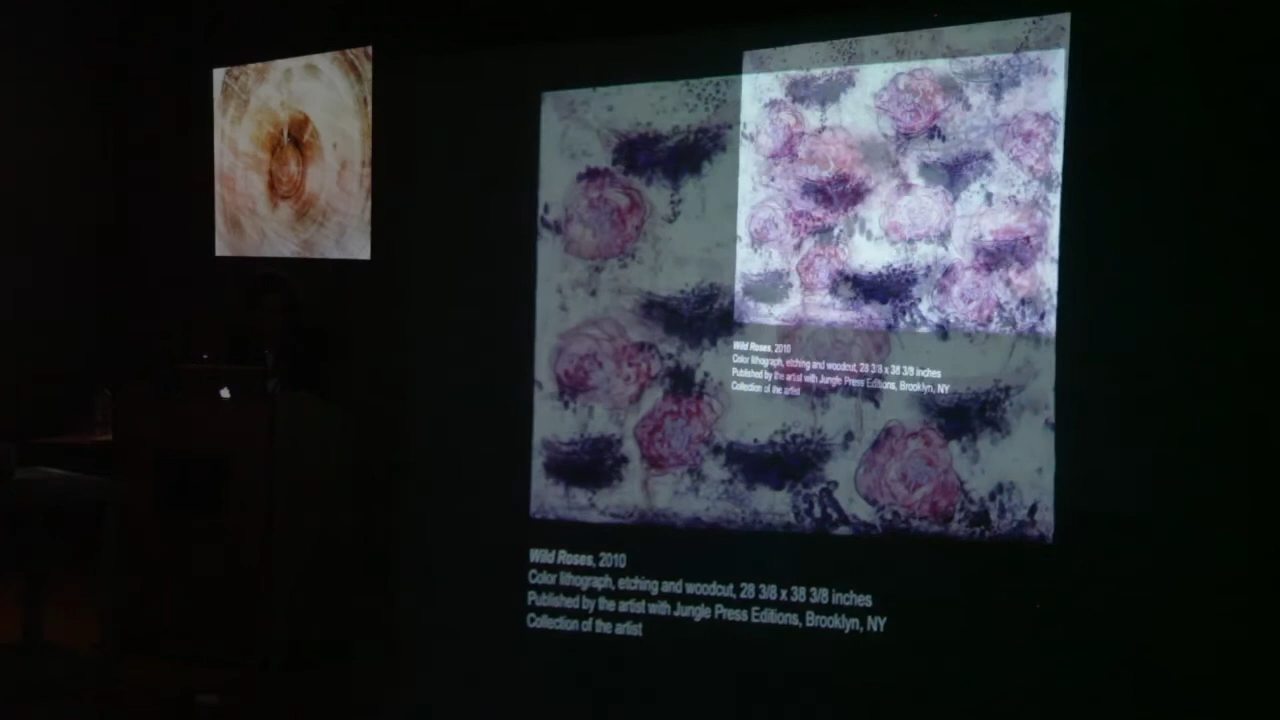 Wild Roses, 2010
Color lithograph, etching and woodcut, 28 3/8 x 38 3/8 inches
Published by the artist with Jungle Press Editions, Brooklyn, NY
Collection of the artist
Wild Roses, 2010
Color lithograph, etching and woodcut, 28 3/8 x 38 3/8 inches
Published by the artist with Jungle Press Editions, Brooklyn, NY
Collection of the artist